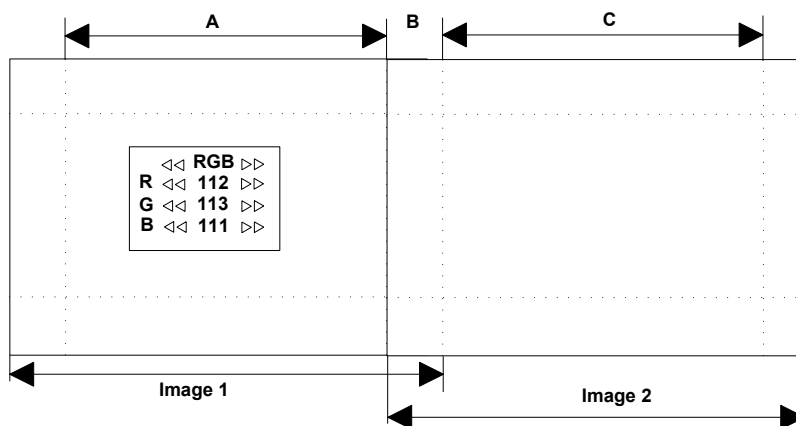 A B C
◁◁ RGB ▷▷
R ◁◁ 112 ▷▷
G ◁◁ 113 ▷▷
B ◁◁ 111 ▷▷
Image 1
Image 2